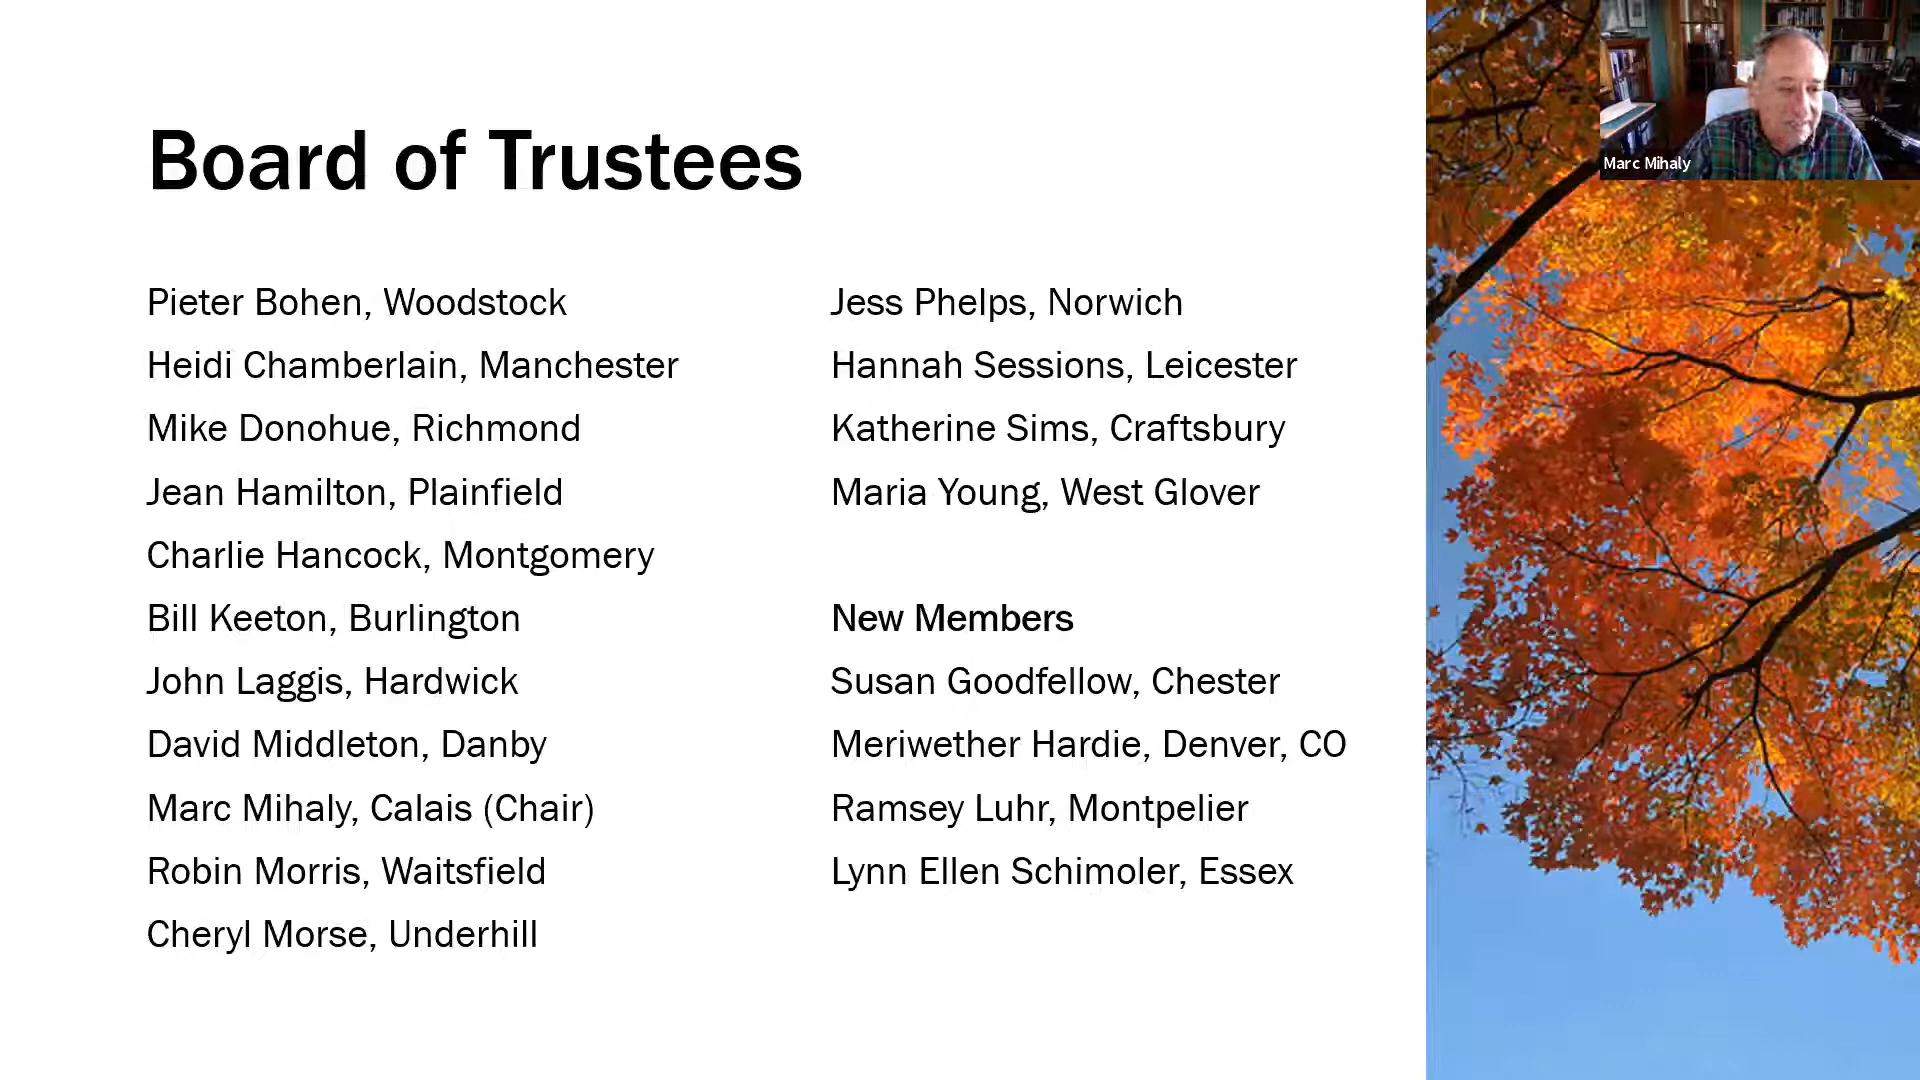 Board of Trustees
Pieter Bohen, Woodstock
Heidi Chamberlain, Manchester
Mike Donohue, Richmond
Jean Hamilton, Plainfield
Charlie Hancock, Montgomery
Bill Keeton, Burlington
John Laggis, Hardwick
David Middleton, Danby
Marc Mihaly, Calais (Chair)
Robin Morris, Waitsfield
Cheryl Morse, Underhill
Jess Phelps, Norwich
Hannah Sessions, Leicester
Katherine Sims, Craftsbury
Maria Young, West Glover
New Members
Susan Goodfellow, Chester
Meriwether Hardie, Denver, CO
Ramsey Luhr, Montpelier
Lynn Ellen Schimoler, Essex
Marc Mihaly